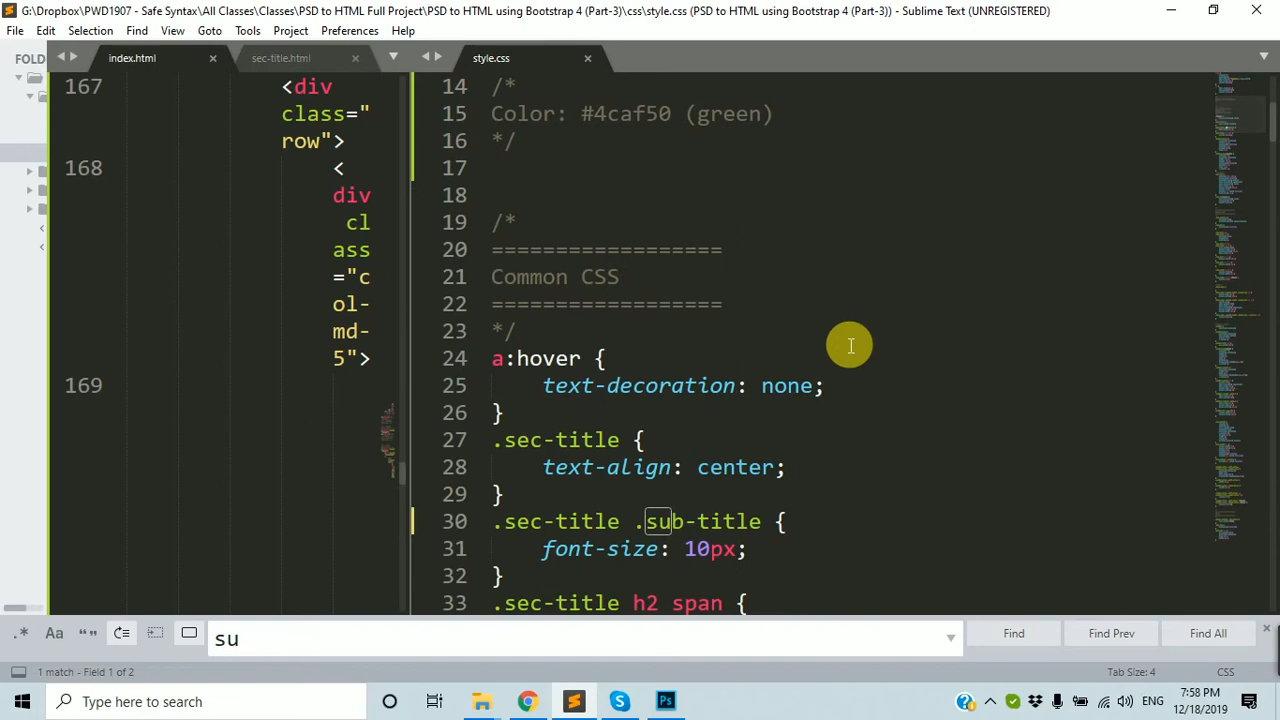 G:\Dropbox\PWD1907 - Safe Syntax\All Classes\Classes\PSD to HTML Full Project\PSD to HTML using Bootstrap 4 (Part-3)\css\style.css (PSD to HTML using Bootstrap 4 (Part-3)) - Sublime Text (UNREGISTERED)
File Edit Selection Find View Goto Tools Project Preferences Help
FOLD
index.html
sec-title.html
style.css
167 <div
class="
row">
168 <
div
cl
ass
="c
ol-
md-
5">
169
14 /*
15 Color: #4caf50 (green)
16 */
17
18
19 /*
20 ==================
21 Common CSS
22 ==================
23 */
24 a:hover {
25 text-decoration: none;
26 }
27 .sec-title {
28 text-align: center;
29 }
30 .sec-title .sub-title {
31 font-size: 10px;
32 }
33 .sec-title h2 span {
.* Aa “”
su
Find
Find Prev
Find All
1 match - Field 1 of 2
Tab Size: 4
CSS
Type here to search
ENG
7:58 PM
12/18/2019